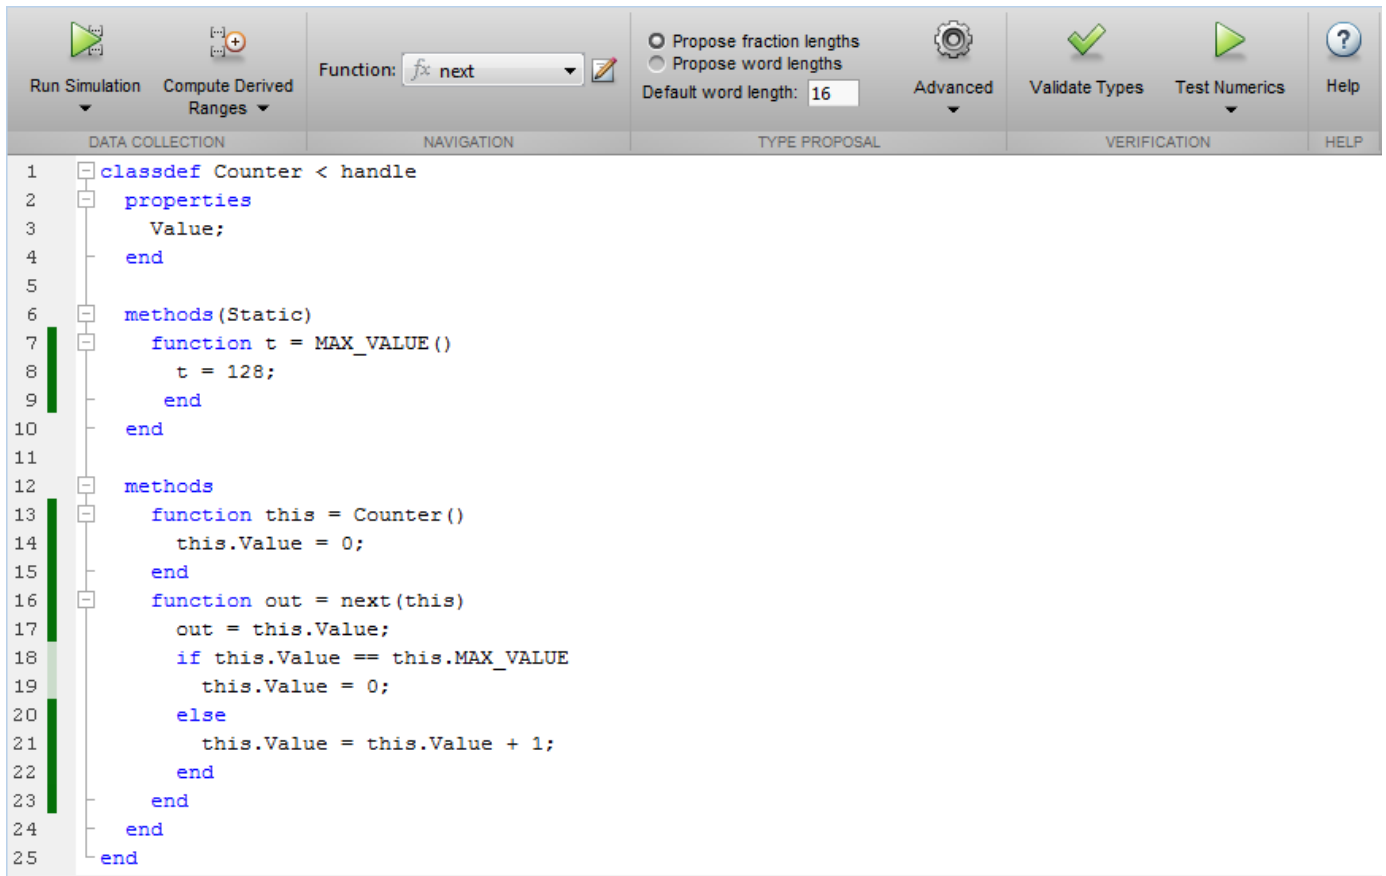 Run Simulation
Compute Derived
Ranges
Function: fx next
Propose fraction lengths
Propose word lengths
Default word length: 16
Advanced
Validate Types
Test Numerics
?
Help
DATA COLLECTION
NAVIGATION
TYPE PROPOSAL
VERIFICATION
HELP
1 classdef Counter < handle
2 properties
3 Value;
4 end
5
6 methods(Static)
7 function t = MAX_VALUE()
8 t = 128;
9 end
10 end
11
12 methods
13 function this = Counter()
14 this.Value = 0;
15 end
16 function out = next(this)
17 out = this.Value;
18 if this.Value == this.MAX_VALUE
19 this.Value = 0;
20 else
21 this.Value = this.Value + 1;
22 end
23 end
24 end
25 end